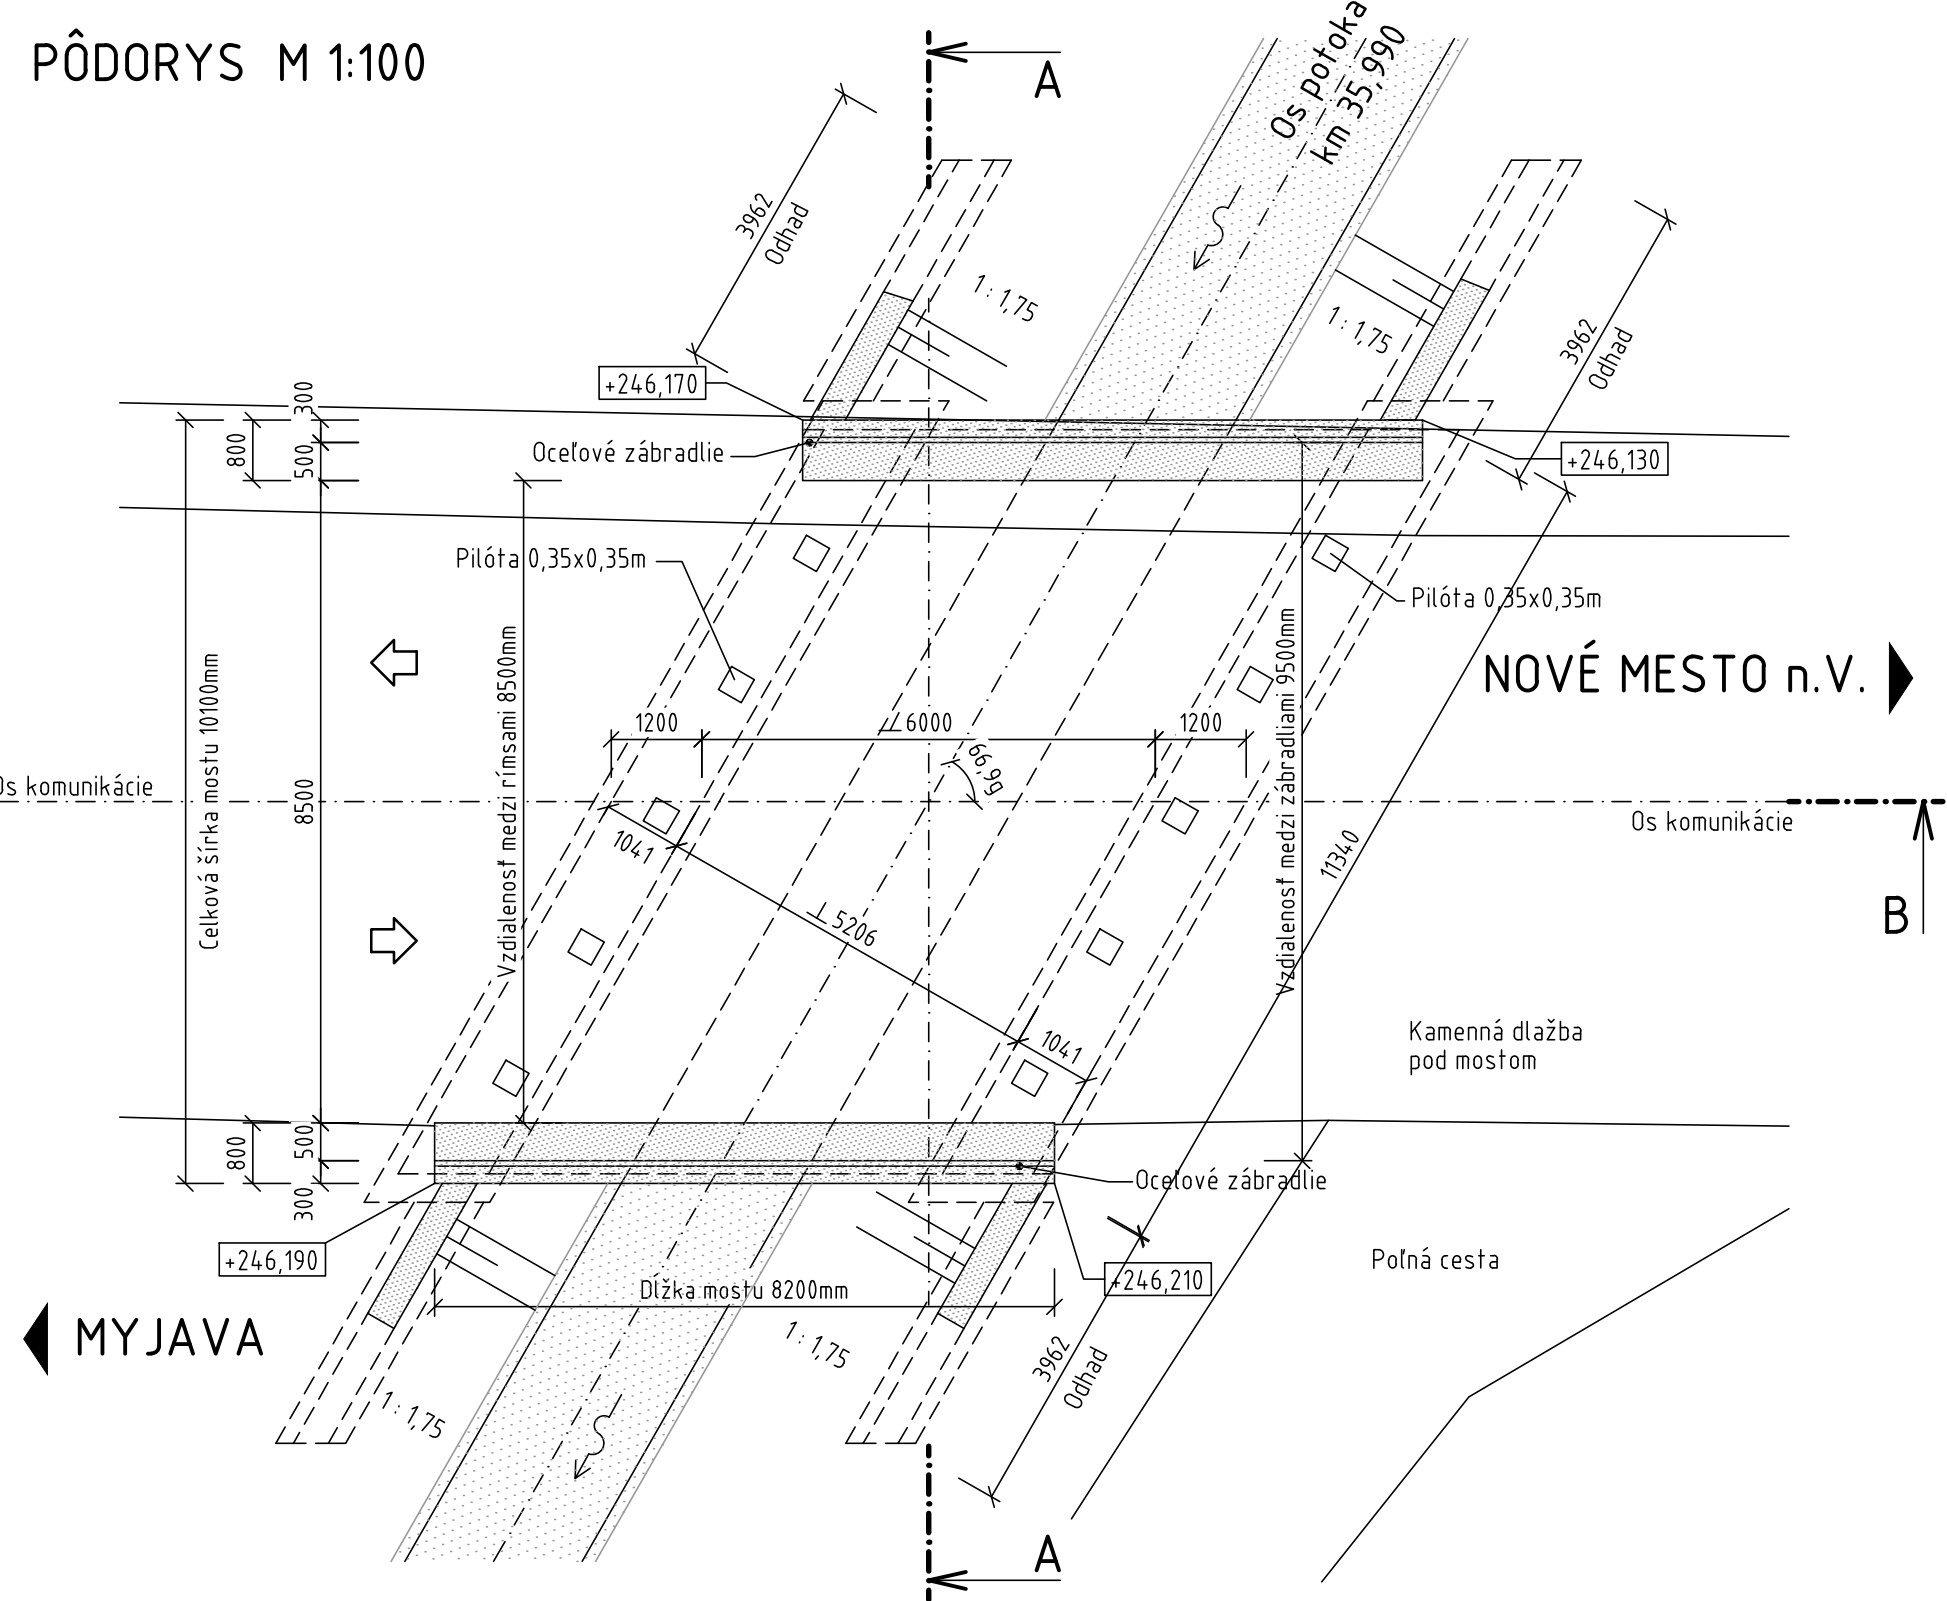 PÔDORYS M 1:100
A
Os potoka
km 35,990
3962
Odhad
1:1,75
1:1,75
3962
Odhad
+246,170
300
800
500
Oceľové zábradlie
+246,130
Pilóta 0,35x0,35m
Pilóta 0,35x0,35m
NOVÉ MESTO n.V.
Celková šírka mostu 10100mm
8500
Vzdialenosť medzi rímsami 8500mm
Vzdialenosť medzi zábradliami 9500mm
1200
6000
1200
66,9g
Os komunikácie
Os komunikácie
1041
5206
1041
11340
B
Kamenná dlažba
pod mostom
800
500
300
Oceľové zábradlie
+246,190
+246,210
Poľná cesta
Dĺžka mostu 8200mm
MYJAVA
1:1,75
1:1,75
3962
Odhad
A